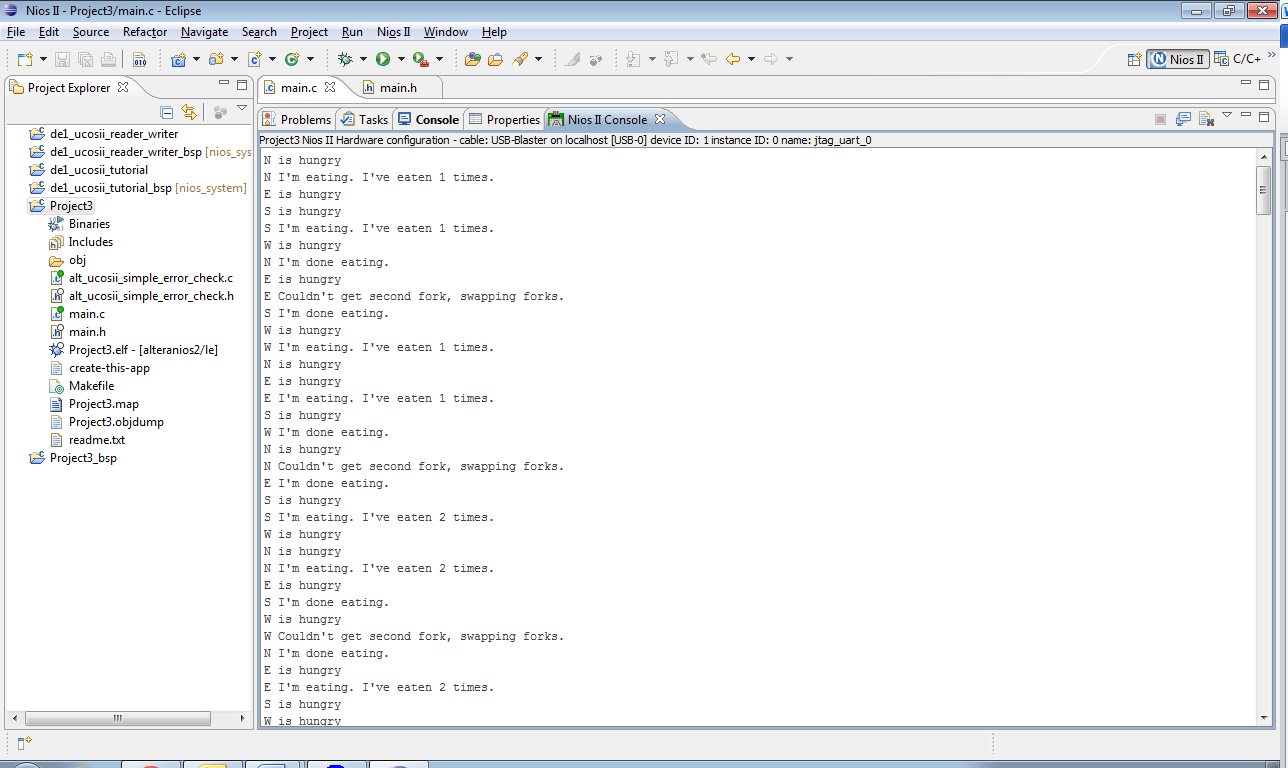 Nios II - Project3/main.c - Eclipse
File Edit Source Refactor Navigate Search Project Run Nios II Window Help
Nios II C/C+
Project Explorer
de1_ucosii_reader_writer
de1_ucosii_reader_writer_bsp [nios_sys
de1_ucosii_tutorial
de1_ucosii_tutorial_bsp [nios_system]
Project3
Binaries
Includes
obj
alt_ucosii_simple_error_check.c
alt_ucosii_simple_error_check.h
main.c
main.h
Project3.elf - [alteranios2/le]
create-this-app
Makefile
Project3.map
Project3.objdump
readme.txt
Project3_bsp
main.c main.h
Problems Tasks Console Properties Nios II Console
Project3 Nios II Hardware configuration - cable: USB-Blaster on localhost [USB-0] device ID: 1 instance ID: 0 name: jtag_uart_0
N is hungry
N I'm eating. I've eaten 1 times.
E is hungry
S is hungry
S I'm eating. I've eaten 1 times.
W is hungry
N I'm done eating.
E is hungry
E Couldn't get second fork, swapping forks.
S I'm done eating.
W is hungry
W I'm eating. I've eaten 1 times.
N is hungry
E is hungry
E I'm eating. I've eaten 1 times.
S is hungry
W I'm done eating.
N is hungry
N Couldn't get second fork, swapping forks.
E I'm done eating.
S is hungry
S I'm eating. I've eaten 2 times.
W is hungry
N is hungry
N I'm eating. I've eaten 2 times.
E is hungry
S I'm done eating.
W is hungry
W Couldn't get second fork, swapping forks.
N I'm done eating.
E is hungry
E I'm eating. I've eaten 2 times.
S is hungry
W is hungry